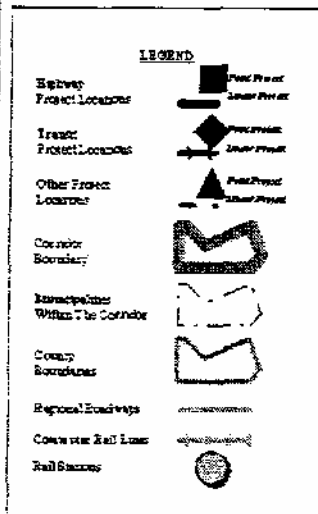 LEGEND
Highway
Project Locations
Point Project
Linear Project
Transit
Project Locations
Point Project
Linear Project
Other Project
Locations
Point Project
Linear Project
Corridor
Boundary
Municipalities
Within The Corridor
County
Boundaries
Regional Roadways
Commuter Rail Lines
Rail Stations